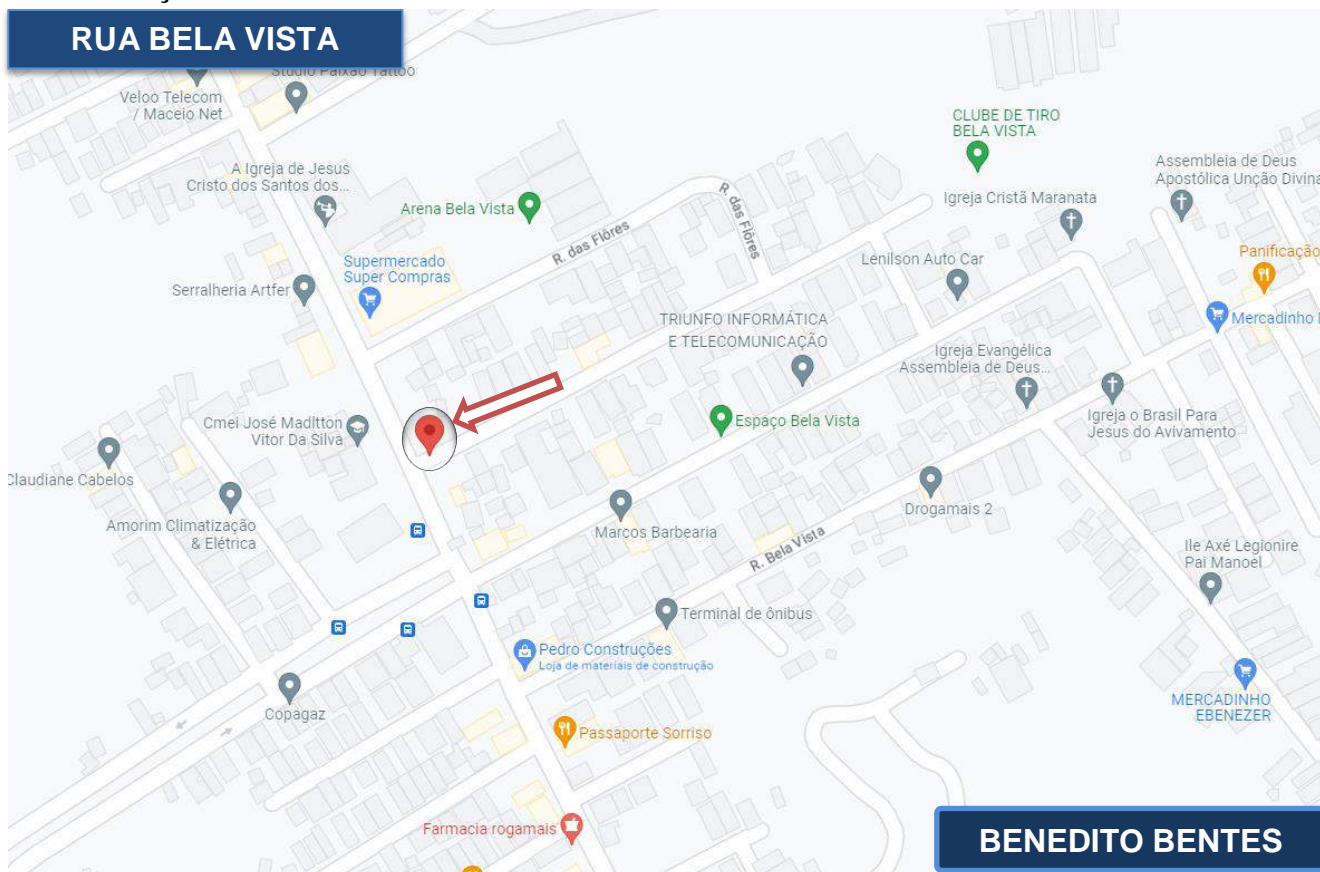 RUA BELA VISTA
Studio Paixão Tattoo
Veloo Telecom
/ Maceio Net
CLUBE DE TIRO
BELA VISTA
A Igreja de Jesus
Cristo dos Santos dos...
Assembleia de Deus
Apostólica Unção Divina
Arena Bela Vista
R. das Flôres
R. das Flôres
Igreja Cristã Maranata
Supermercado
Super Compras
Lenilson Auto Car
Panificação
Serralheria Artfer
TRIUNFO INFORMÁTICA
E TELECOMUNICAÇÃO
Mercadinho
Igreja Evangélica
Assembleia de Deus...
Cmei José Madltton
Vitor Da Silva
Espaço Bela Vista
Igreja o Brasil Para
Jesus do Avivamento
Claudiane Cabelos
Amorim Climatização
& Elétrica
Marcos Barbearia
Drogamais 2
R. Bela Vista
Ile Axé Legionire
Pai Manoel
Terminal de ônibus
Pedro Construções
Loja de materiais de construção
Copagaz
MERCADINHO
EBENEZER
Passaporte Sorriso
Farmacia rogamais
BENEDITO BENTES